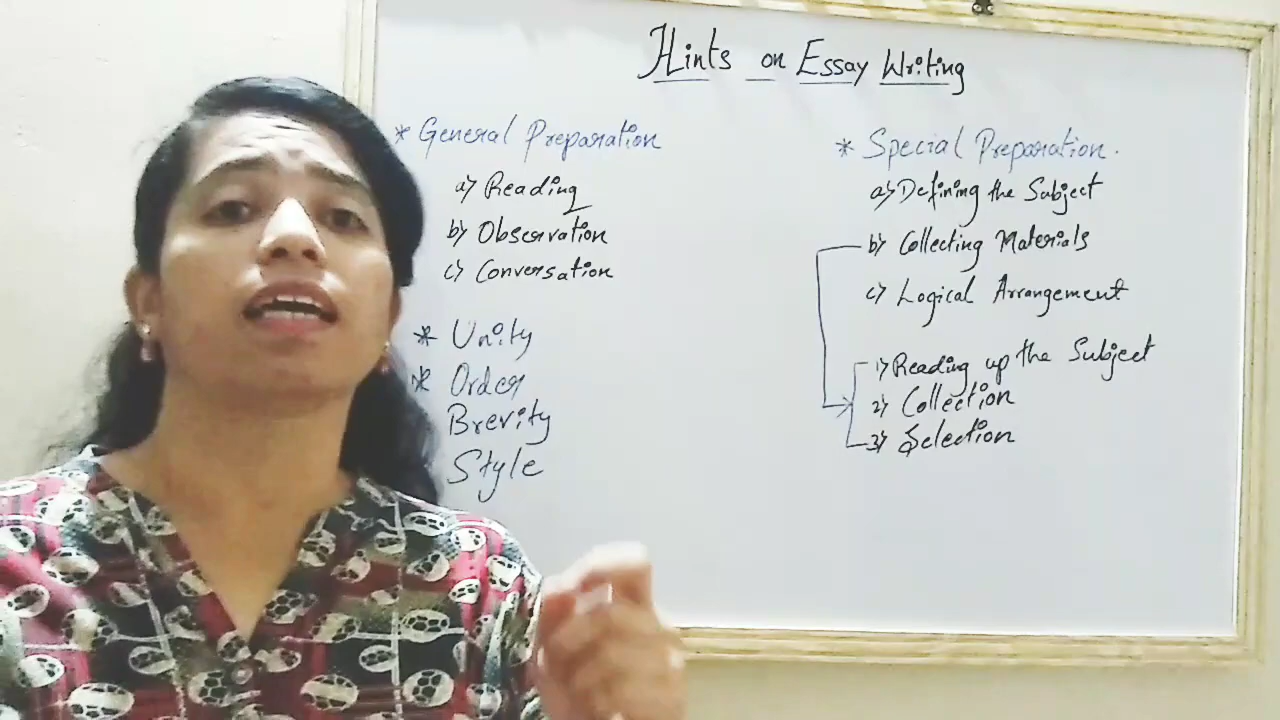 Hints on Essay Writing
* General Preparation
a) Reading
b) Observation
c) Conversation
* Unity
* Order
Brevity
Style
* Special Preparation.
a) Defining the Subject
b) Collecting Materials
c) Logical Arrangement
1) Reading up the Subject
2) Collection
3) Selection